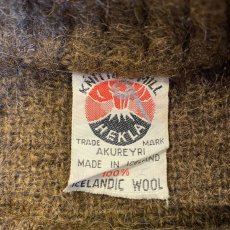 KNITTING MILL
HEKLA
TRADE MARK
AKUREYRI
MADE IN ICELAND
100%
ICELANDIC WOOL